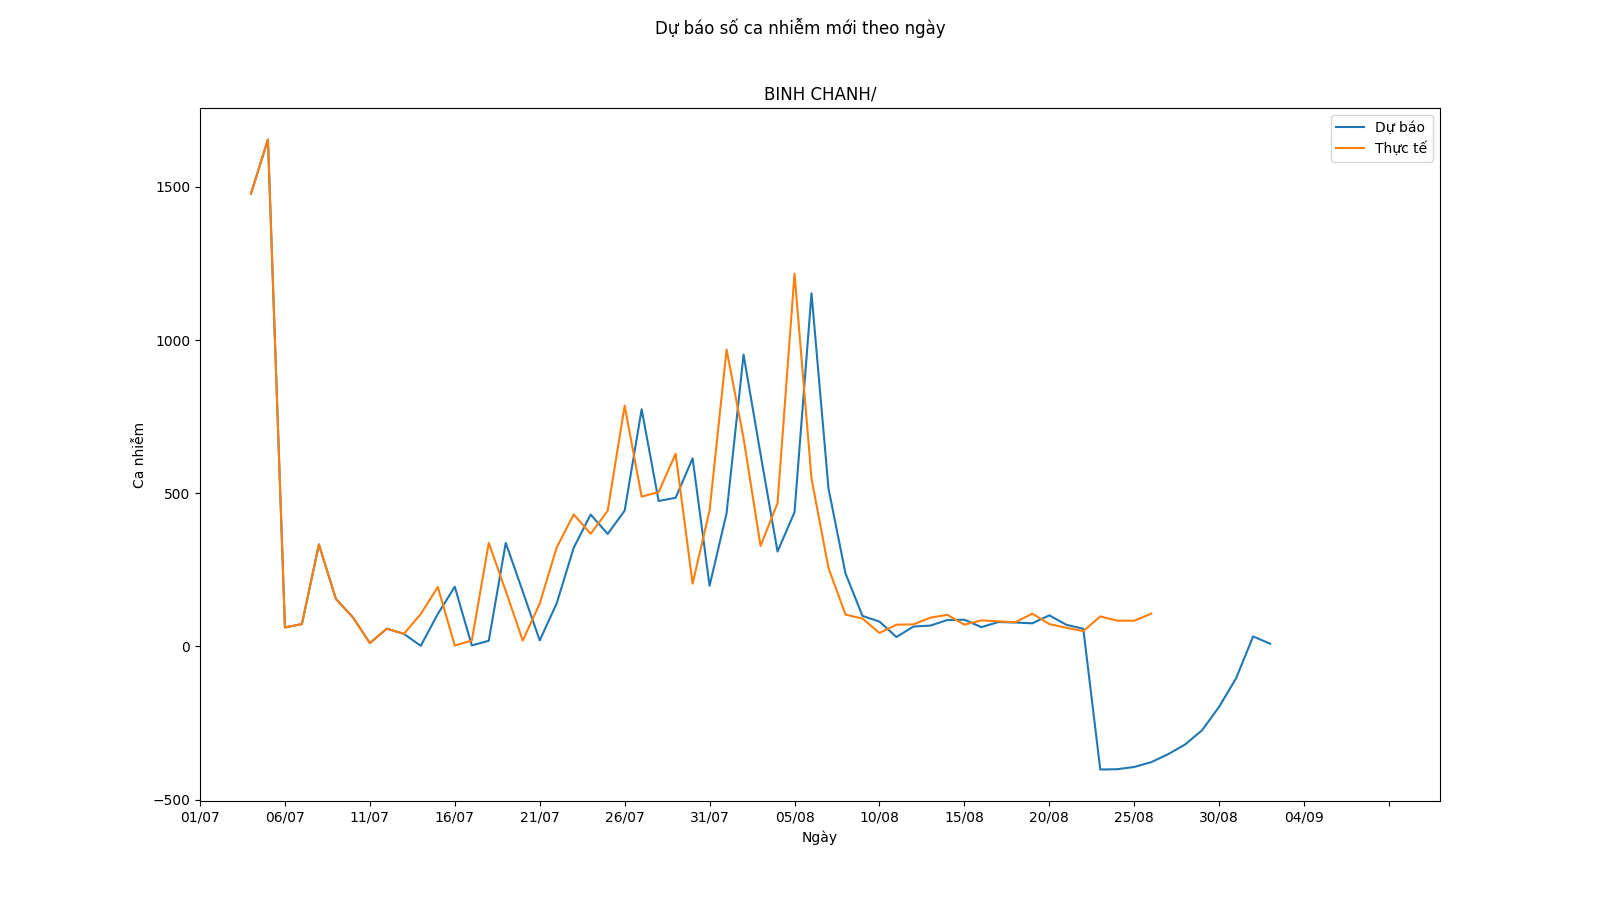 Dự báo số ca nhiễm mới theo ngày
BINH CHANH/
Dự báo
Thực tế
1500
1000
500
0
−500
Ca nhiễm
01/07 06/07 11/07 16/07 21/07 26/07 31/07 05/08 10/08 15/08 20/08 25/08 30/08 04/09
Ngày